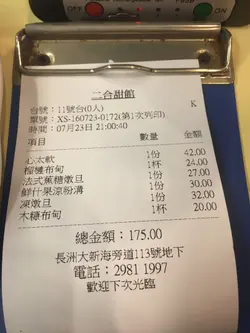 ON
二合甜館
台號：11號台(0人)
K
單號：XS-160723-0172(第1次列印)
時間：07月23日 21:00:40
項目 數量 金額
心太軟 1份 42.00
榴槤布甸 1杯 24.00
法式蕉糖燉旦 1份 27.00
鮮什果涼粉溝 1份 30.00
凍燉旦 1份 32.00
木糠布甸 1杯 20.00
總金額：175.00
長洲大新海旁道113號地下
電話：2981 1997
歡迎下次光臨